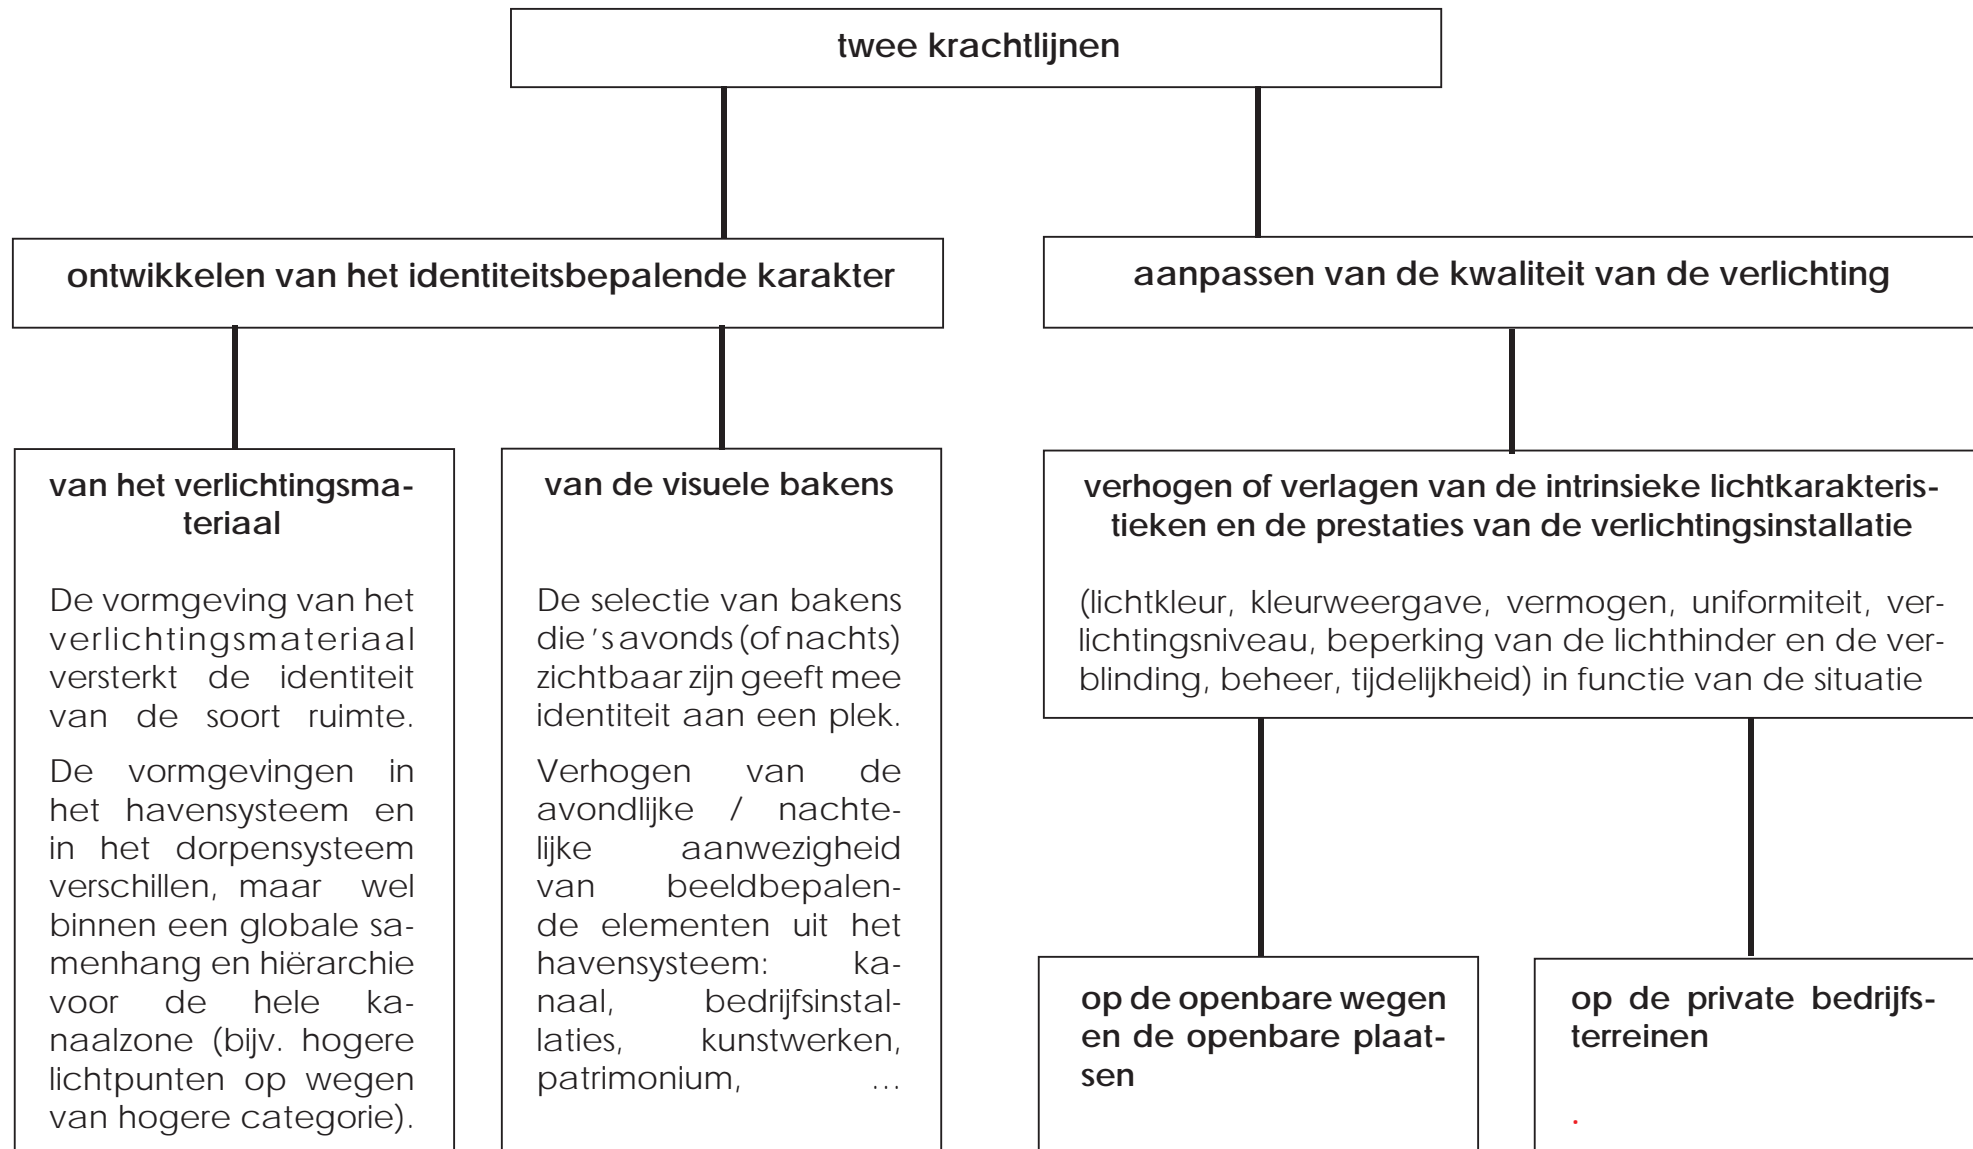 twee krachtlijnen
ontwikkelen van het identiteitsbepalende karakter
aanpassen van de kwaliteit van de verlichting
van het verlichtingsma-
teriaal
De vormgeving van het
verlichtingsmateriaal
versterkt de identiteit
van de soort ruimte.
De vormgevingen in
het havensysteem en
in het dorpensysteem
verschillen, maar wel
binnen een globale sa-
menhang en hiërarchie
voor de hele ka-
naalzone (bijv. hogere
lichtpunten op wegen
van hogere categorie).
van de visuele bakens
De selectie van bakens
die 's avonds (of nachts)
zichtbaar zijn geeft mee
identiteit aan een plek.
Verhogen van de
avondlijke / nachte-
lijke aanwezigheid
van beeldbepalen-
de elementen uit het
havensysteem: ka-
naal, bedrijfsinstal-
laties, kunstwerken,
patrimonium, ...
verhogen of verlagen van de intrinsieke lichtkarakteris-
tieken en de prestaties van de verlichtingsinstallatie
(lichtkleur, kleurweergave, vermogen, uniformiteit, ver-
lichtingsniveau, beperking van de lichthinder en de ver-
blinding, beheer, tijdelijkheid) in functie van de situatie
op de openbare wegen
en de openbare plaat-
sen
op de private bedrijfs-
terreinen
.